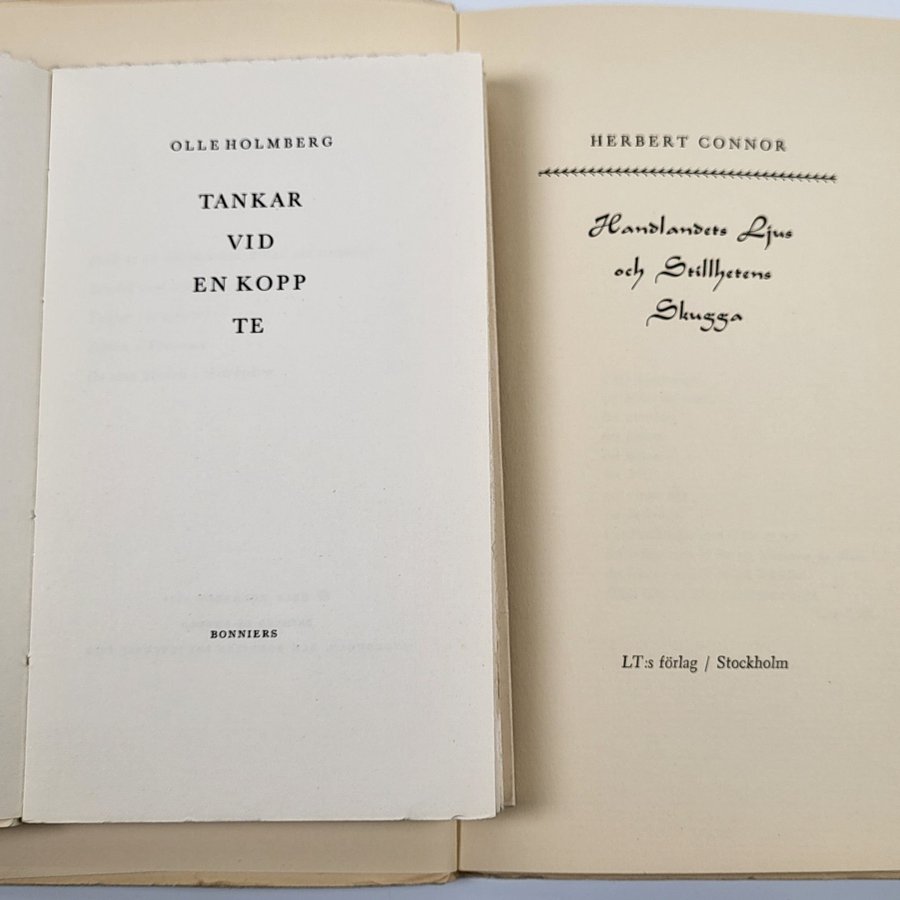 OLLE HOLMBERG
TANKAR
VID
EN KOPP
TE
BONNIERS
HERBERT CONNOR
Handlandets Ljus
och Stillhetens
Skugga
LT:s förlag / Stockholm